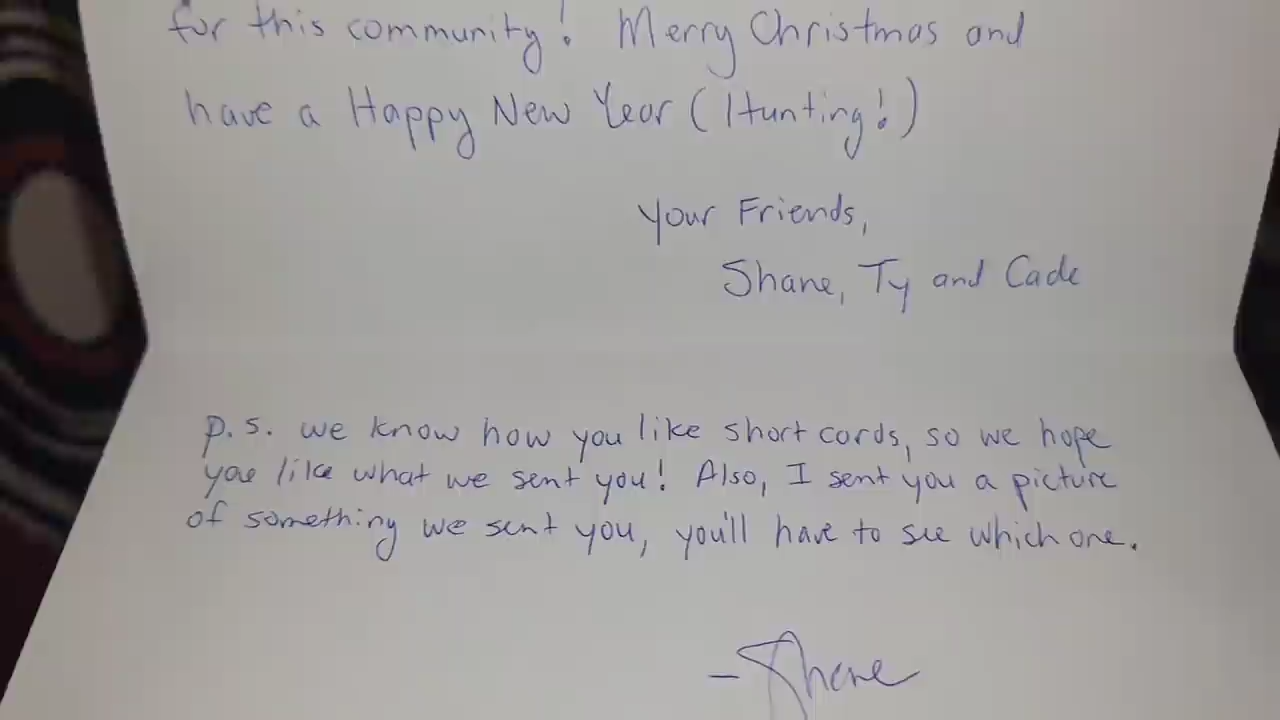 for this community! Merry Christmas and
have a Happy New Year (Hunting!)
Your Friends,
Shane, Ty and Cade
p.s. we know how you like short cords, so we hope
you like what we sent you! Also, I sent you a picture
of something we sent you, you'll have to see which one.
- Shane